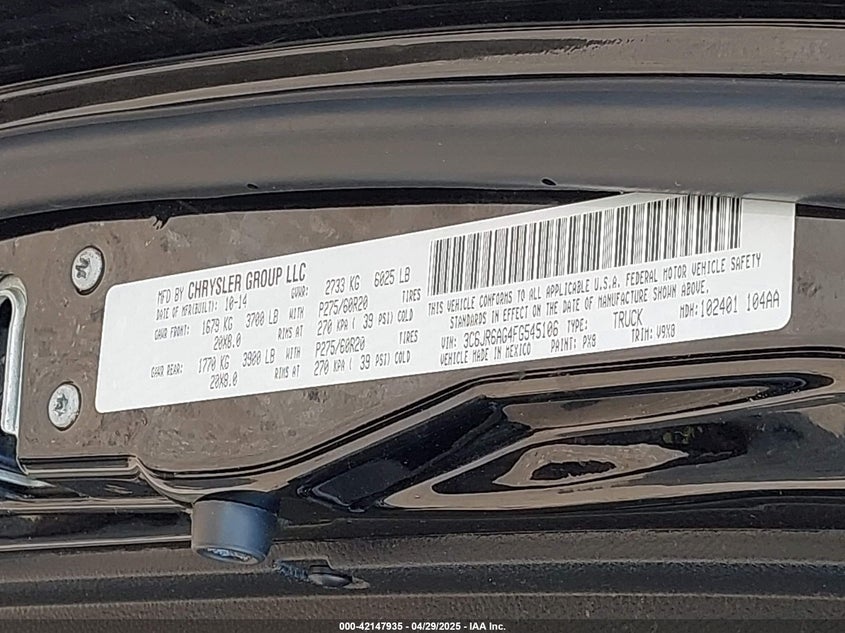 MFD BY CHRYSLER GROUP LLC
DATE OF MFR(BUILT): 10-14 GVWR: 2733 KG 6025 LB
GAWR FRONT: 1679 KG 3700 LB WITH P275/60R20 TIRES
20X8.0 RIMS AT 270 KPA ( 39 PSI) COLD
GAWR REAR: 1770 KG 3900 LB WITH P275/60R20 TIRES
20X8.0 RIMS AT 270 KPA ( 39 PSI) COLD
THIS VEHICLE CONFORMS TO ALL APPLICABLE U.S.A. FEDERAL MOTOR VEHICLE SAFETY
STANDARDS IN EFFECT ON THE DATE OF MANUFACTURE SHOWN ABOVE.
VIN: 3C6JR6AG4FG545106 TYPE: TRUCK MDH: 102401 104AA
VEHICLE MADE IN MEXICO PAINT: PX8 TRIM: V9X8
000-42147935 - 04/29/2025 - IAA Inc.